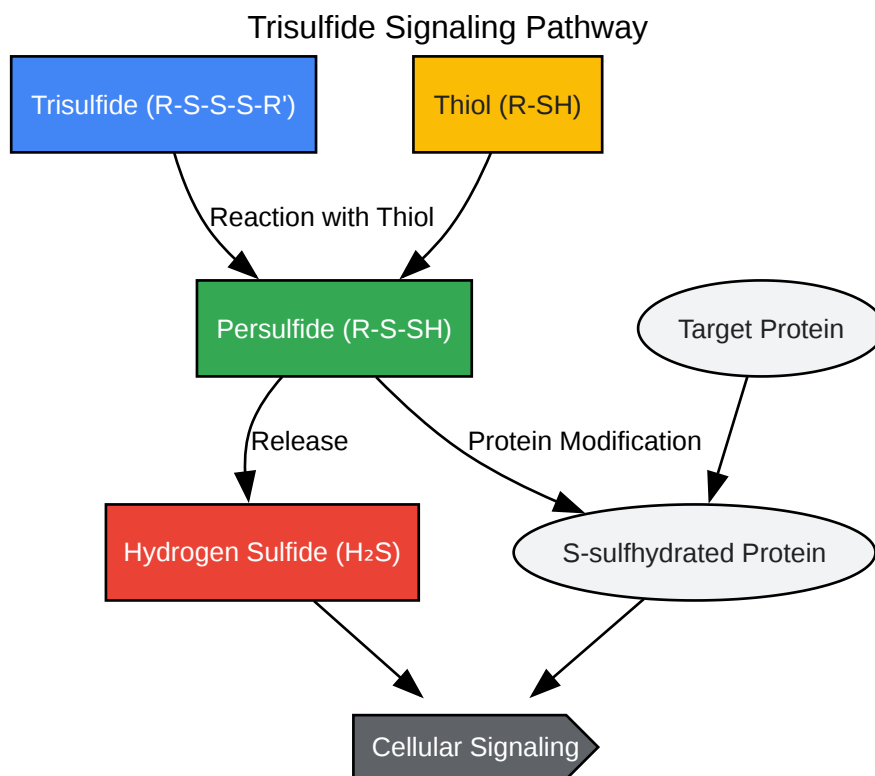 Trisulfide Signaling Pathway
Trisulfide (R-S-S-S-R')
Thiol (R-SH)
Reaction with Thiol
Persulfide (R-S-SH)
Target Protein
Release
Protein Modification
Hydrogen Sulfide (H₂S)
S-sulfhydrated Protein
Cellular Signaling